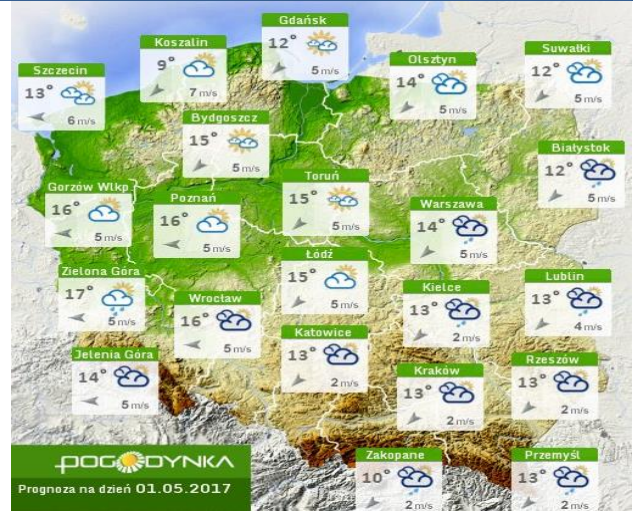 Gdańsk
12°
5 m/s
Koszalin
9°
7 m/s
Suwałki
12°
5 m/s
Olsztyn
14°
5 m/s
Szczecin
13°
6 m/s
Bydgoszcz
15°
5 m/s
Białystok
12°
5 m/s
Toruń
15°
5 m/s
Gorzów Wlkp.
16°
5 m/s
Poznań
16°
5 m/s
Warszawa
14°
5 m/s
Łódź
15°
5 m/s
Zielona Góra
17°
5 m/s
Lublin
13°
4 m/s
Kielce
13°
2 m/s
Wrocław
16°
5 m/s
Katowice
13°
2 m/s
Jelenia Góra
14°
5 m/s
Rzeszów
13°
2 m/s
Kraków
13°
2 m/s
Zakopane
10°
2 m/s
Przemyśl
13°
2 m/s
POGODYNKA
Prognoza na dzień 01.05.2017